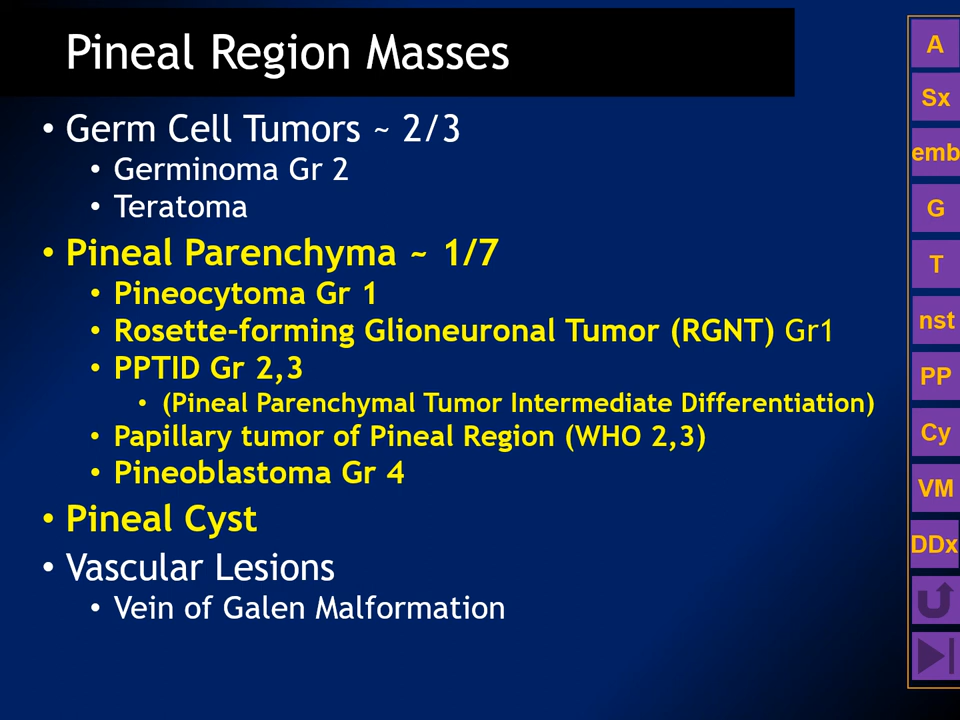 Pineal Region Masses
• Germ Cell Tumors ~ 2/3
• Germinoma Gr 2
• Teratoma
• Pineal Parenchyma ~ 1/7
• Pineocytoma Gr 1
• Rosette-forming Glioneuronal Tumor (RGNT) Gr1
• PPTID Gr 2,3
• (Pineal Parenchymal Tumor Intermediate Differentiation)
• Papillary tumor of Pineal Region (WHO 2,3)
• Pineoblastoma Gr 4
• Pineal Cyst
• Vascular Lesions
• Vein of Galen Malformation
A
Sx
emb
G
T
nst
PP
Cy
VM
DDx